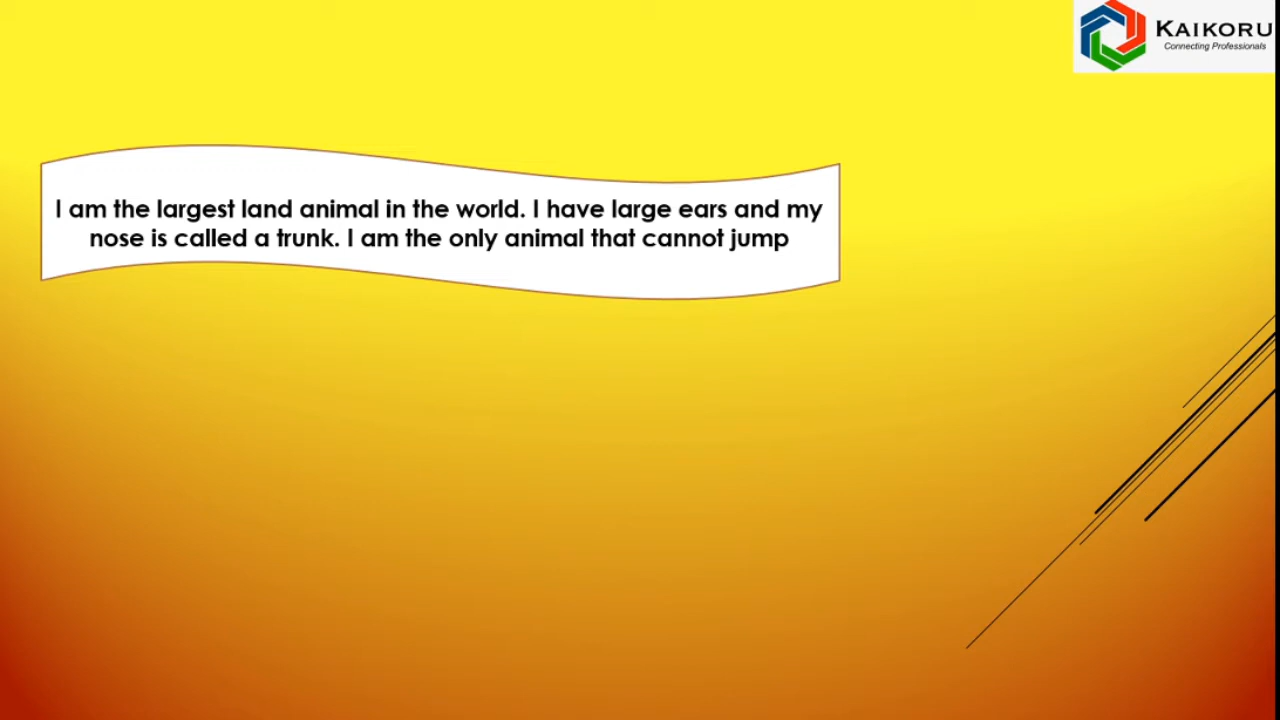 KAIKORU
Connecting Professionals
I am the largest land animal in the world. I have large ears and my
nose is called a trunk. I am the only animal that cannot jump